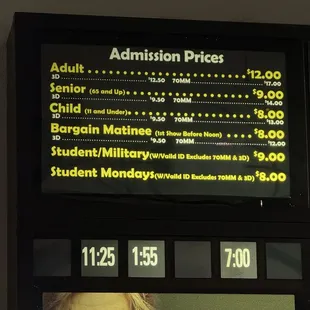 Admission Prices
Adult $12.00
3D $12.50 70MM $17.00
Senior (65 and Up) $9.00
3D $9.50 70MM $14.00
Child (11 and Under) $8.00
3D $9.50 70MM $13.00
Bargain Matinee (1st Show Before Noon) $8.00
3D $9.50 70MM $12.00
Student/Military (W/Valid ID Excludes 70MM & 3D) $9.00
Student Mondays (W/Valid ID Excludes 70MM & 3D) $8.00
11:25 1:55 7:00